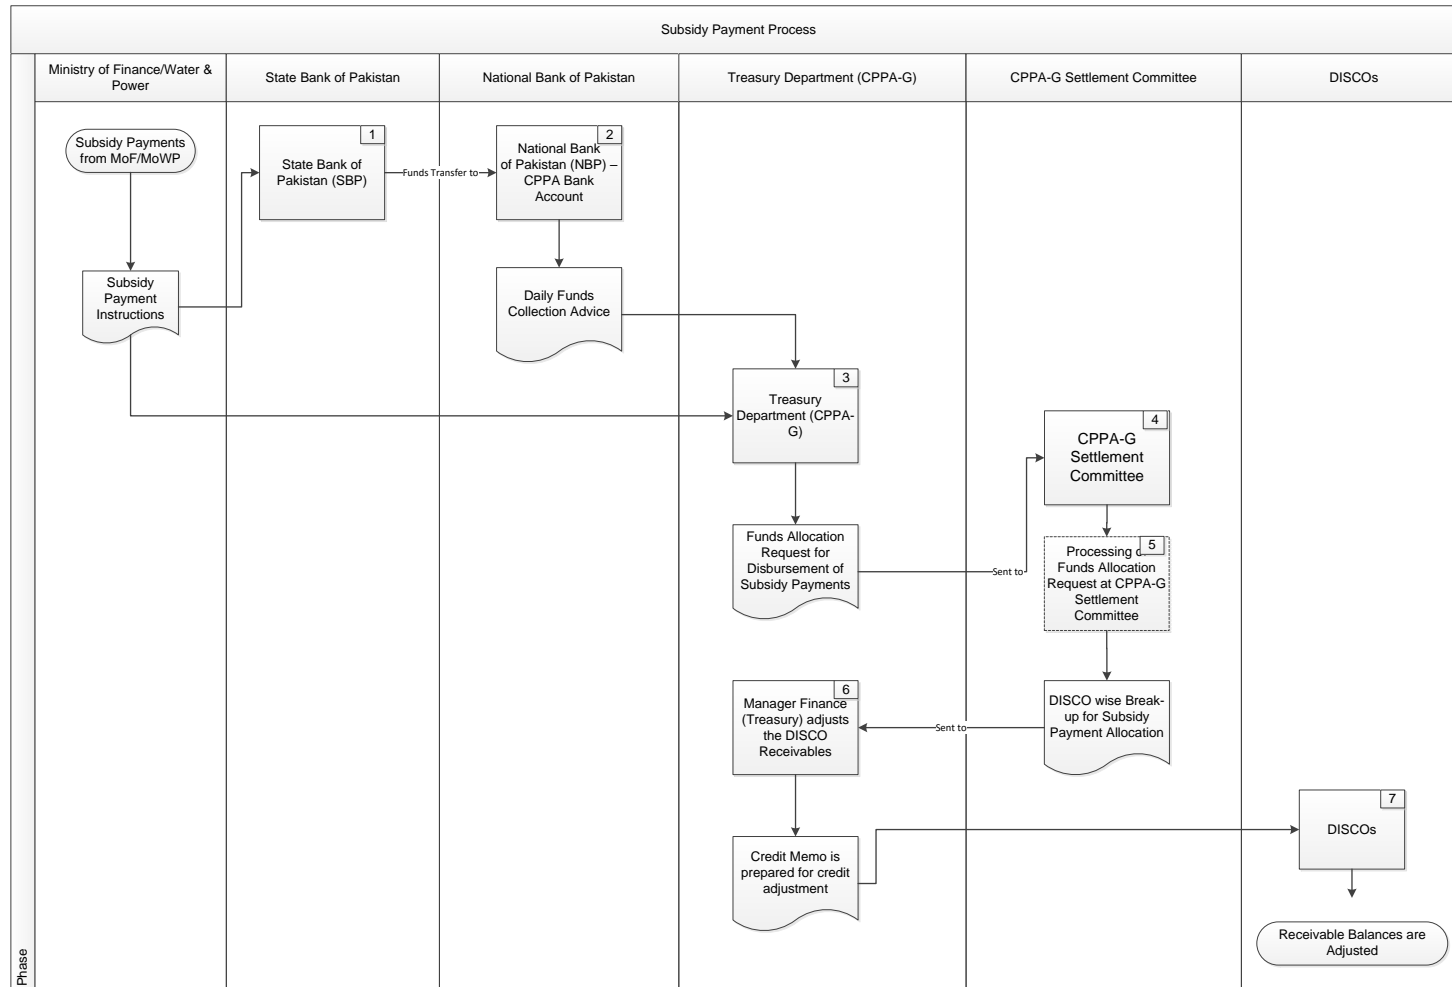 Subsidy Payment Process
Ministry of Finance/Water &
Power
State Bank of Pakistan
National Bank of Pakistan
Treasury Department (CPPA-G)
CPPA-G Settlement Committee
DISCOs
Subsidy Payments
from MoF/MoWP
Subsidy
Payment
Instructions
1
State Bank of
Pakistan (SBP)
Funds Transfer to
2
National Bank
of Pakistan (NBP) –
CPPA Bank
Account
Daily Funds
Collection Advice
3
Treasury
Department (CPPA-
G)
Funds Allocation
Request for
Disbursement of
Subsidy Payments
Sent to
4
CPPA-G
Settlement
Committee
5
Processing of
Funds Allocation
Request at CPPA-G
Settlement
Committee
DISCO wise Break-
up for Subsidy
Payment Allocation
Sent to
6
Manager Finance
(Treasury) adjusts
the DISCO
Receivables
Credit Memo is
prepared for credit
adjustment
7
DISCOs
Receivable Balances are
Adjusted
Phase